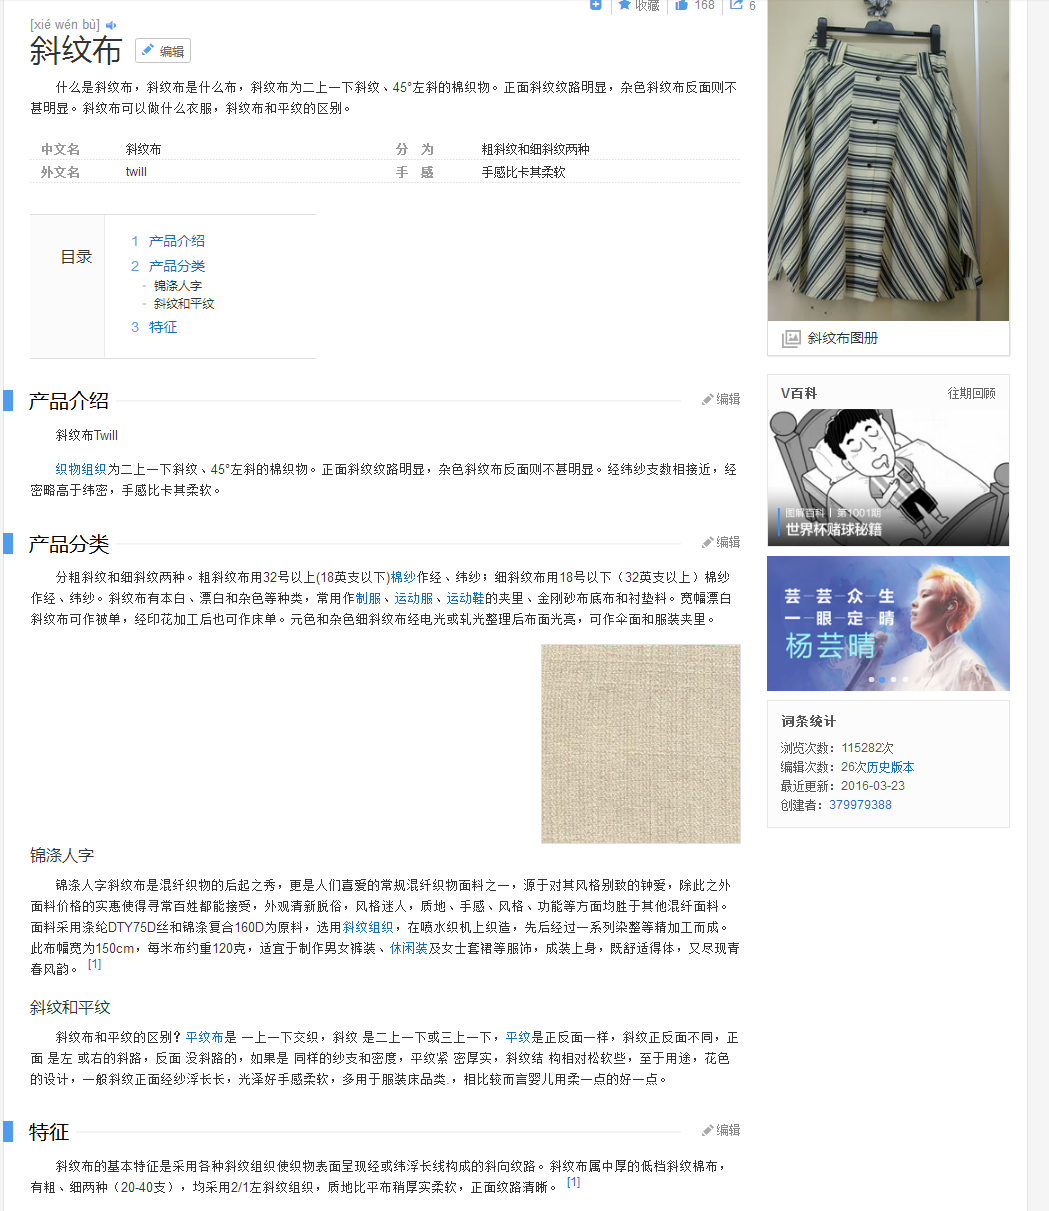 [xié wén bù]
收藏 168 6
斜纹布 编辑
什么是斜纹布，斜纹布是什么布，斜纹布为二上一下斜纹、45°左斜的棉织物。正面斜纹纹路明显，杂色斜纹布反面则不
甚明显。斜纹布可以做什么衣服，斜纹布和平纹的区别。
中文名 斜纹布 分 为 粗斜纹和细斜纹两种
外文名 twill 手 感 手感比卡其柔软
目录
1 产品介绍
2 产品分类
- 锦涤人字
- 斜纹和平纹
3 特征
产品介绍 编辑
斜纹布Twill
织物组织为二上一下斜纹、45°左斜的棉织物。正面斜纹纹路明显，杂色斜纹布反面则不甚明显。经纬纱支数相接近，经
密略高于纬密，手感比卡其柔软。
产品分类 编辑
分粗斜纹和细斜纹两种。粗斜纹布用32号以上(18英支以下)棉纱作经、纬纱；细斜纹布用18号以下（32英支以上）棉纱
作经、纬纱。斜纹布有本白、漂白和杂色等种类，常用作制服、运动服、运动鞋的夹里、金刚砂布底布和衬垫料。宽幅漂白
斜纹布可作被单，经印花加工后也可作床单。元色和杂色细斜纹布经电光或轧光整理后布面光亮，可作伞面和服装夹里。
锦涤人字
锦涤人字斜纹布是混纤织物的后起之秀，更是人们喜爱的常规混纤织物面料之一，源于对其风格别致的钟爱，除此之外
面料价格的实惠使得寻常百姓都能接受，外观清新脱俗，风格迷人，质地、手感、风格、功能等方面均胜于其他混纤面料。
面料采用涤纶DTY75D丝和锦涤复合160D为原料，选用斜纹组织，在喷水织机上织造，先后经过一系列染整等精加工而成。
此布幅宽为150cm，每米布约重120克，适宜于制作男女裤装、休闲装及女士套裙等服饰，成装上身，既舒适得体，又尽现青
春风韵。 [1]
斜纹和平纹
斜纹布和平纹的区别？平纹布是 一上一下交织，斜纹 是二上一下或三上一下，平纹是正反面一样，斜纹正反面不同，正
面 是左 或右的斜路，反面 没斜路的，如果是 同样的纱支和密度，平纹紧 密厚实，斜纹结 构相对松软些，至于用途，花色
的设计，一般斜纹正面经纱浮长长，光泽好手感柔软，多用于服装床品类.，相比较而言婴儿用柔一点的好一点。
特征 编辑
斜纹布的基本特征是采用各种斜纹组织使织物表面呈现经或纬浮长线构成的斜向纹路。斜纹布属中厚的低档斜纹棉布，
有粗、细两种（20-40支），均采用2/1左斜纹组织，质地比平布稍厚实柔软，正面纹路清晰。 [1]
斜纹布图册
V百科 往期回顾
图解百科 | 第1001期
世界杯赌球秘籍
芸一芸众生
一眼定晴
杨芸晴
词条统计
浏览次数：115282次
编辑次数：26次历史版本
最近更新：2016-03-23
创建者：379979388